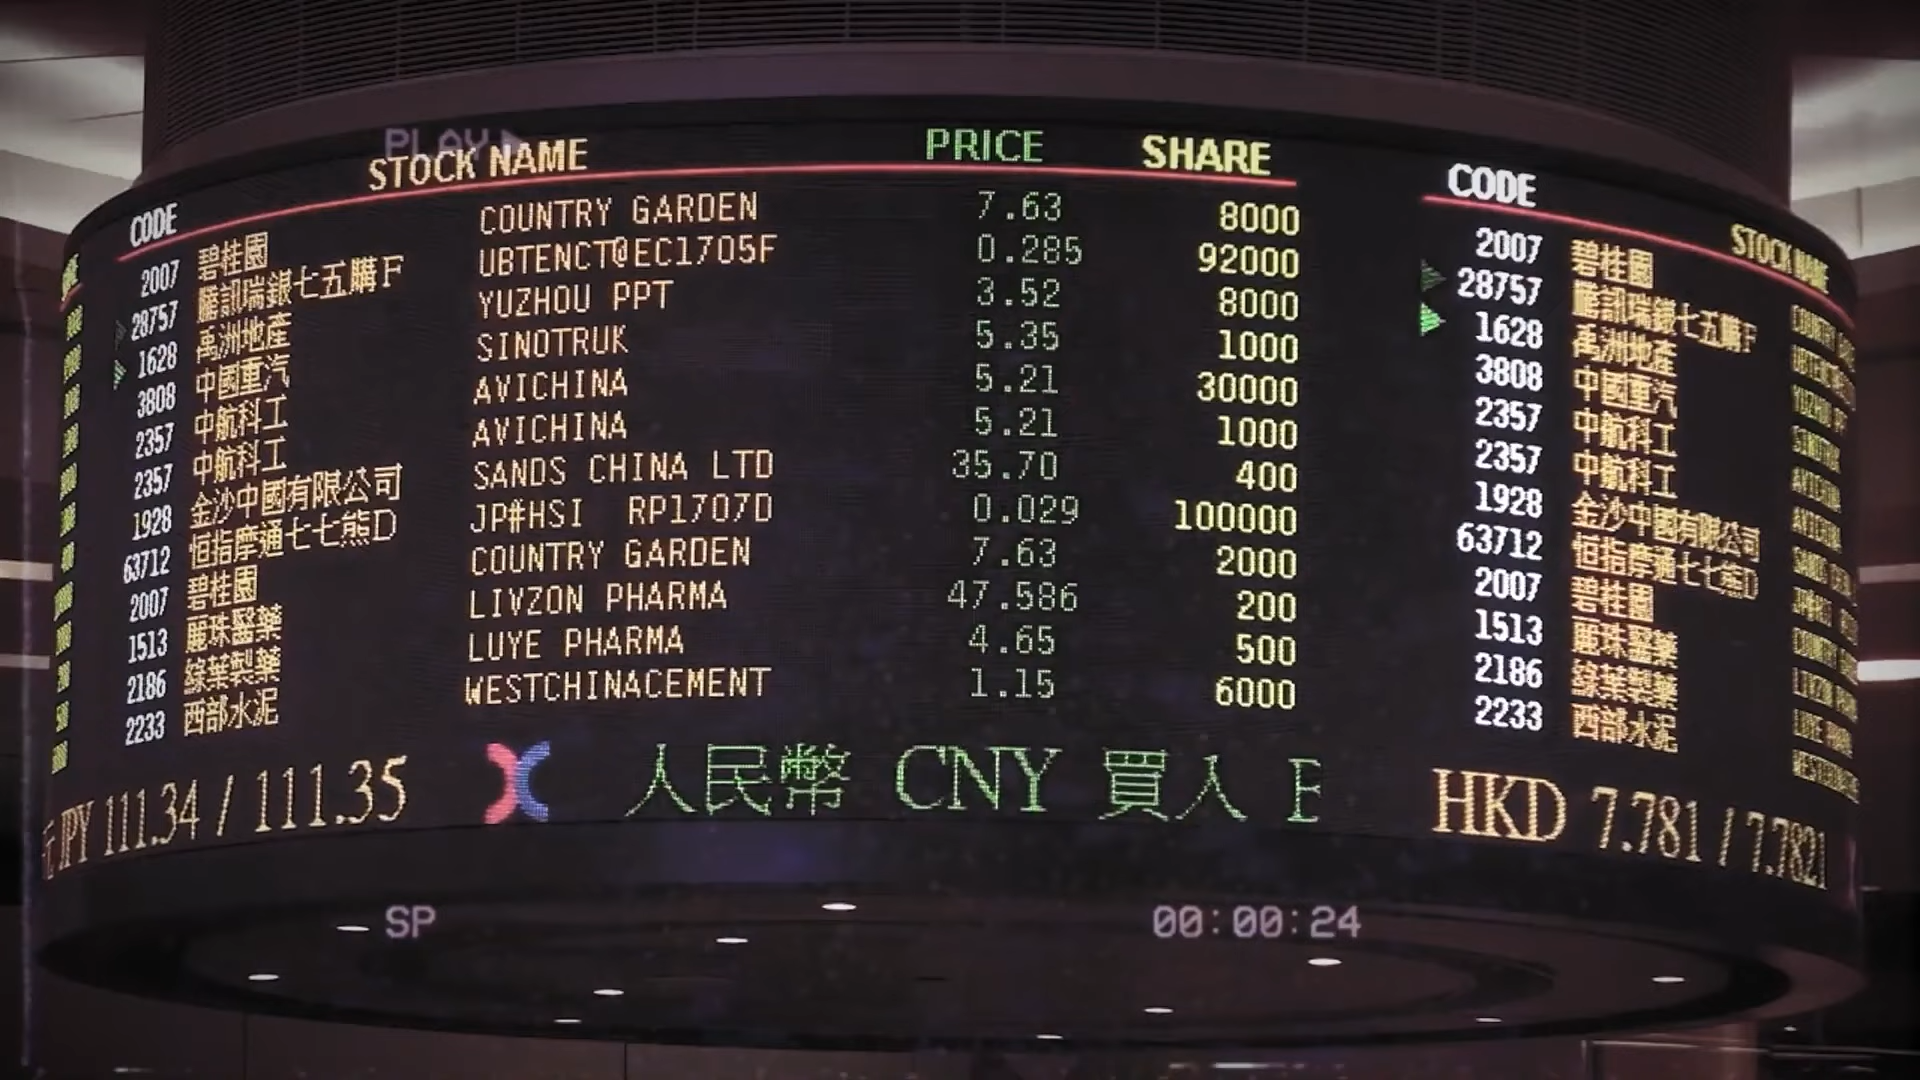 PLAY
STOCK NAME PRICE SHARE
CODE
2007 碧桂園 COUNTRY GARDEN 7.63 8000
28757 騰訊瑞銀七五購F UBTENCT@EC1705F 0.285 92000
1628 禹洲地產 YUZHOU PPT 3.52 8000
3808 中國重汽 SINOTRUK 5.35 1000
2357 中航科工 AVICHINA 5.21 30000
2357 中航科工 AVICHINA 5.21 1000
1928 金沙中國有限公司 SANDS CHINA LTD 35.70 400
63712 恒指摩通七七熊D JP#HSI RP1707D 0.029 100000
2007 碧桂園 COUNTRY GARDEN 7.63 2000
1513 麗珠醫藥 LIVZON PHARMA 47.586 200
2186 綠葉製藥 LUYE PHARMA 4.65 500
2233 西部水泥 WESTCHINACEMENT 1.15 6000
CODE STOCK NAME
2007 碧桂園
28757 騰訊瑞銀七五購F
1628 禹洲地產
3808 中國重汽
2357 中航科工
2357 中航科工
1928 金沙中國有限公司
63712 恒指摩通七七熊D
2007 碧桂園
1513 麗珠醫藥
2186 綠葉製藥
2233 西部水泥
JPY 111.34 / 111.35 人民幣 CNY 買入 HKD 7.781 / 7.7821
SP 00:00:24